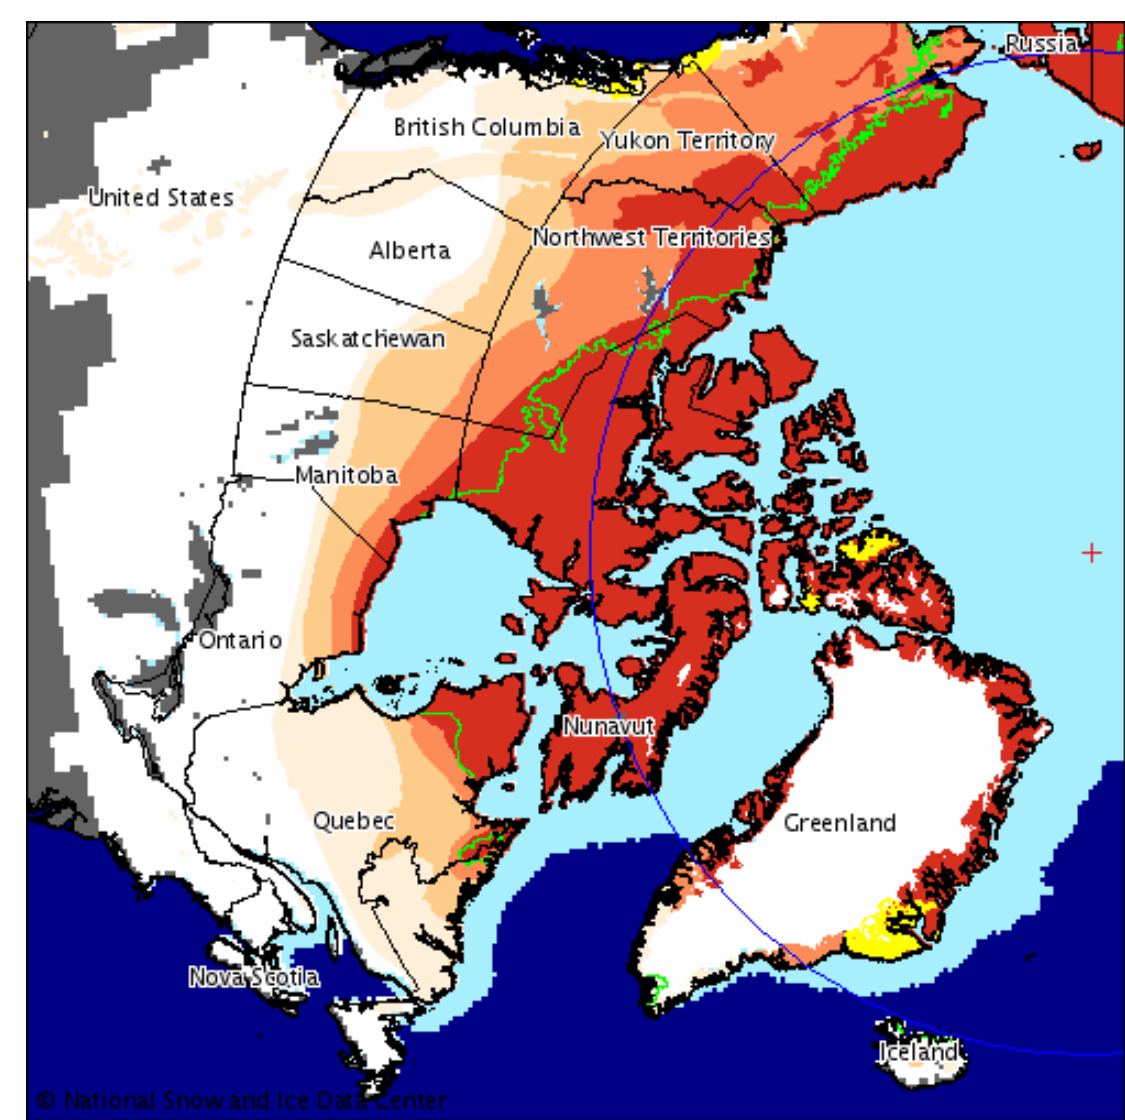 Russia
British Columbia
Yukon Territory
United States
Northwest Territories
Alberta
Saskatchewan
Manitoba
Ontario
Nunavut
Quebec
Greenland
Nova Scotia
Iceland
© National Snow and Ice Data Center